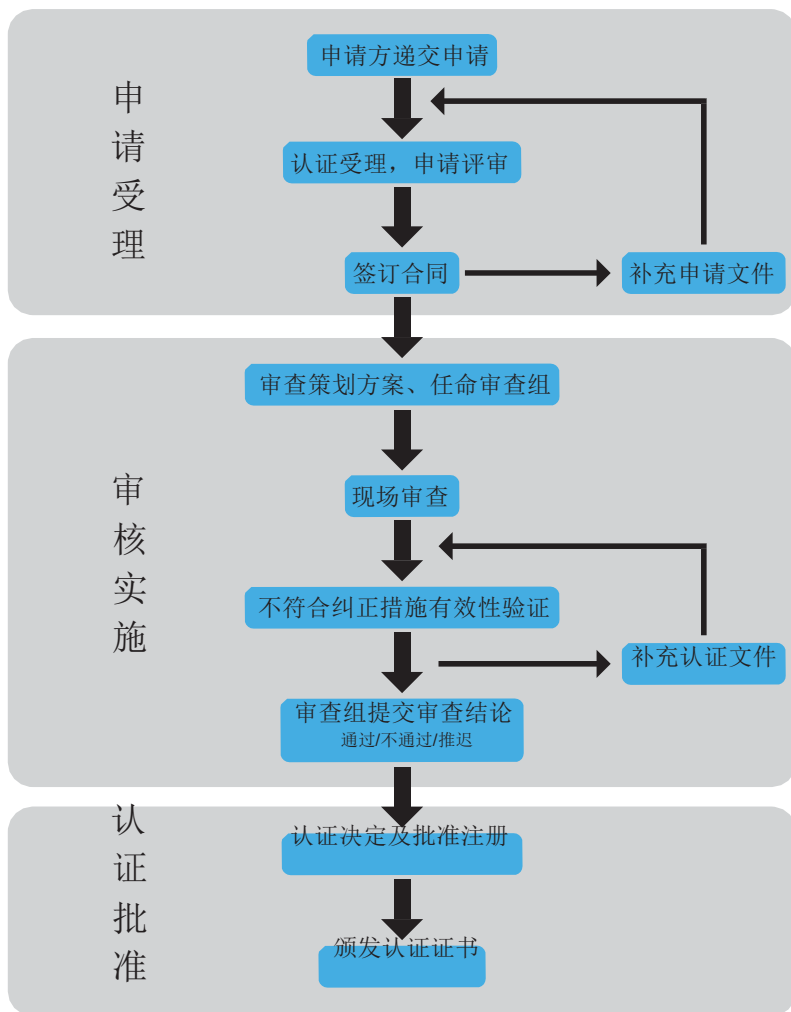 申请受理
申请方递交申请
认证受理，申请评审
签订合同
补充申请文件
审核实施
审查策划方案、任命审查组
现场审查
不符合纠正措施有效性验证
补充认证文件
审查组提交审查结论
通过/不通过/推迟
认证批准
认证决定及批准注册
颁发认证证书